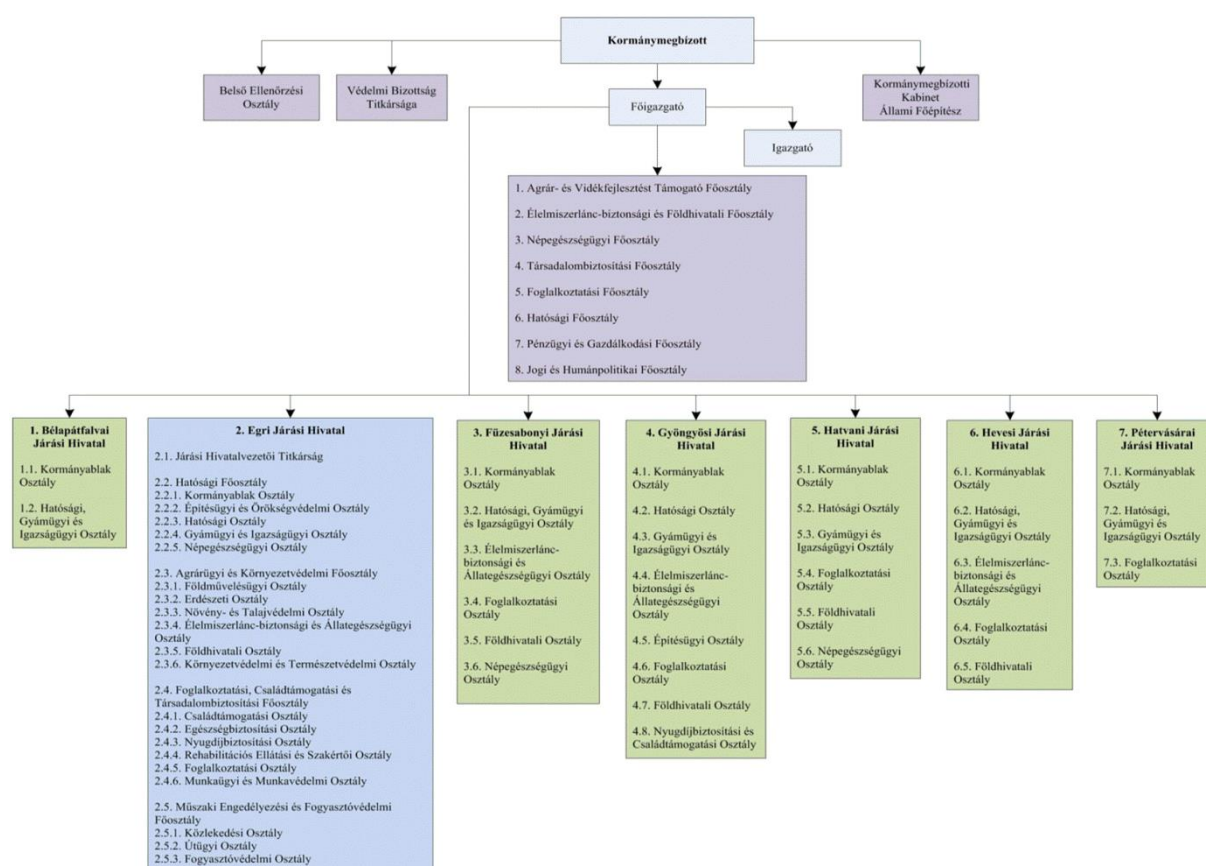 Kormánymegbízott
Belső Ellenőrzési
Osztály
Védelmi Bizottság
Titkársága
Kormánymegbízotti
Kabinet
Állami Főépítész
Főigazgató
Igazgató
1. Agrár- és Vidékfejlesztést Támogató Főosztály
2. Élelmiszerlánc-biztonsági és Földhivatali Főosztály
3. Népegészségügyi Főosztály
4. Társadalombiztosítási Főosztály
5. Foglalkoztatási Főosztály
6. Hatósági Főosztály
7. Pénzügyi és Gazdálkodási Főosztály
8. Jogi és Humánpolitikai Főosztály
1. Bélapátfalvai
Járási Hivatal
1.1. Kormányablak
Osztály
1.2. Hatósági,
Gyámügyi és
Igazságügyi Osztály
2. Egri Járási Hivatal
2.1. Járási Hivatalvezetői Titkárság
2.2. Hatósági Főosztály
2.2.1. Kormányablak Osztály
2.2.2. Építésügyi és Örökségvédelmi Osztály
2.2.3. Hatósági Osztály
2.2.4. Gyámügyi és Igazságügyi Osztály
2.2.5. Népegészségügyi Osztály
2.3. Agrárügyi és Környezetvédelmi Főosztály
2.3.1. Földművelésügyi Osztály
2.3.2. Erdészeti Osztály
2.3.3. Növény- és Talajvédelmi Osztály
2.3.4. Élelmiszerlánc-biztonsági és Állategészségügyi
Osztály
2.3.5. Földhivatali Osztály
2.3.6. Környezetvédelmi és Természetvédelmi Osztály
2.4. Foglalkoztatási, Családtámogatási és
Társadalombiztosítási Főosztály
2.4.1. Családtámogatási Osztály
2.4.2. Egészségbiztosítási Osztály
2.4.3. Nyugdíjbiztosítási Osztály
2.4.4. Rehabilitációs Ellátási és Szakértői Osztály
2.4.5. Foglalkoztatási Osztály
2.4.6. Munkaügyi és Munkavédelmi Osztály
2.5. Műszaki Engedélyezési és Fogyasztóvédelmi
Főosztály
2.5.1. Közlekedési Osztály
2.5.2. Útügyi Osztály
2.5.3. Fogyasztóvédelmi Osztály
3. Füzesabonyi Járási
Hivatal
3.1. Kormányablak
Osztály
3.2. Hatósági, Gyámügyi
és Igazságügyi Osztály
3.3. Élelmiszerlánc-
biztonsági és
Állategészségügyi Osztály
3.4. Foglalkoztatási
Osztály
3.5. Földhivatali Osztály
3.6. Népegészségügyi
Osztály
4. Gyöngyösi Járási
Hivatal
4.1. Kormányablak
Osztály
4.2. Hatósági Osztály
4.3. Gyámügyi és
Igazságügyi Osztály
4.4. Élelmiszerlánc-
biztonsági és
Állategészségügyi
Osztály
4.5. Építésügyi Osztály
4.6. Foglalkoztatási
Osztály
4.7. Földhivatali Osztály
4.8. Nyugdíjbiztosítási és
Családtámogatási Osztály
5. Hatvani Járási
Hivatal
5.1. Kormányablak
Osztály
5.2. Hatósági Osztály
5.3. Gyámügyi és
Igazságügyi Osztály
5.4. Foglalkoztatási
Osztály
5.5. Földhivatali
Osztály
5.6. Népegészségügyi
Osztály
6. Hevesi Járási
Hivatal
6.1. Kormányablak
Osztály
6.2. Hatósági,
Gyámügyi és
Igazságügyi Osztály
6.3. Élelmiszerlánc-
biztonsági és
Állategészségügyi
Osztály
6.4. Foglalkoztatási
Osztály
6.5. Földhivatali
Osztály
7. Pétervásárai
Járási Hivatal
7.1. Kormányablak
Osztály
7.2. Hatósági,
Gyámügyi és
Igazságügyi Osztály
7.3. Foglalkoztatási
Osztály